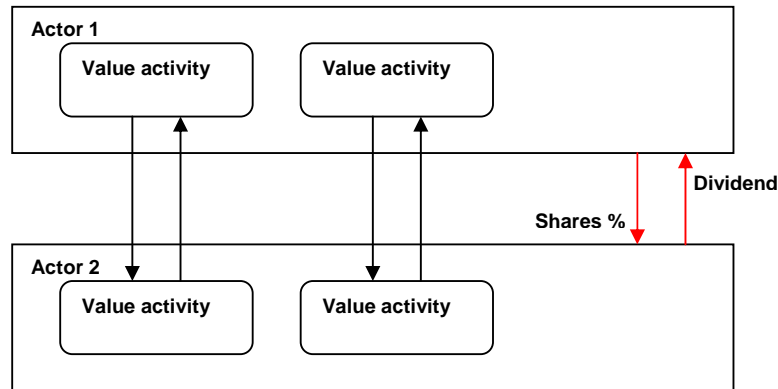 Actor 1
Value activity
Value activity
Dividend
Shares %
Actor 2
Value activity
Value activity